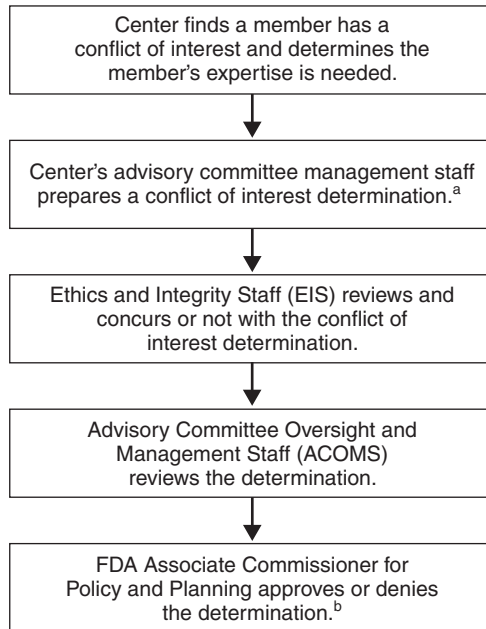 Center finds a member has a
conflict of interest and determines the
member's expertise is needed.
Center's advisory committee management staff
prepares a conflict of interest determination.a
Ethics and Integrity Staff (EIS) reviews and
concurs or not with the conflict of
interest determination.
Advisory Committee Oversight and
Management Staff (ACOMS)
reviews the determination.
FDA Associate Commissioner for
Policy and Planning approves or denies
the determination.b